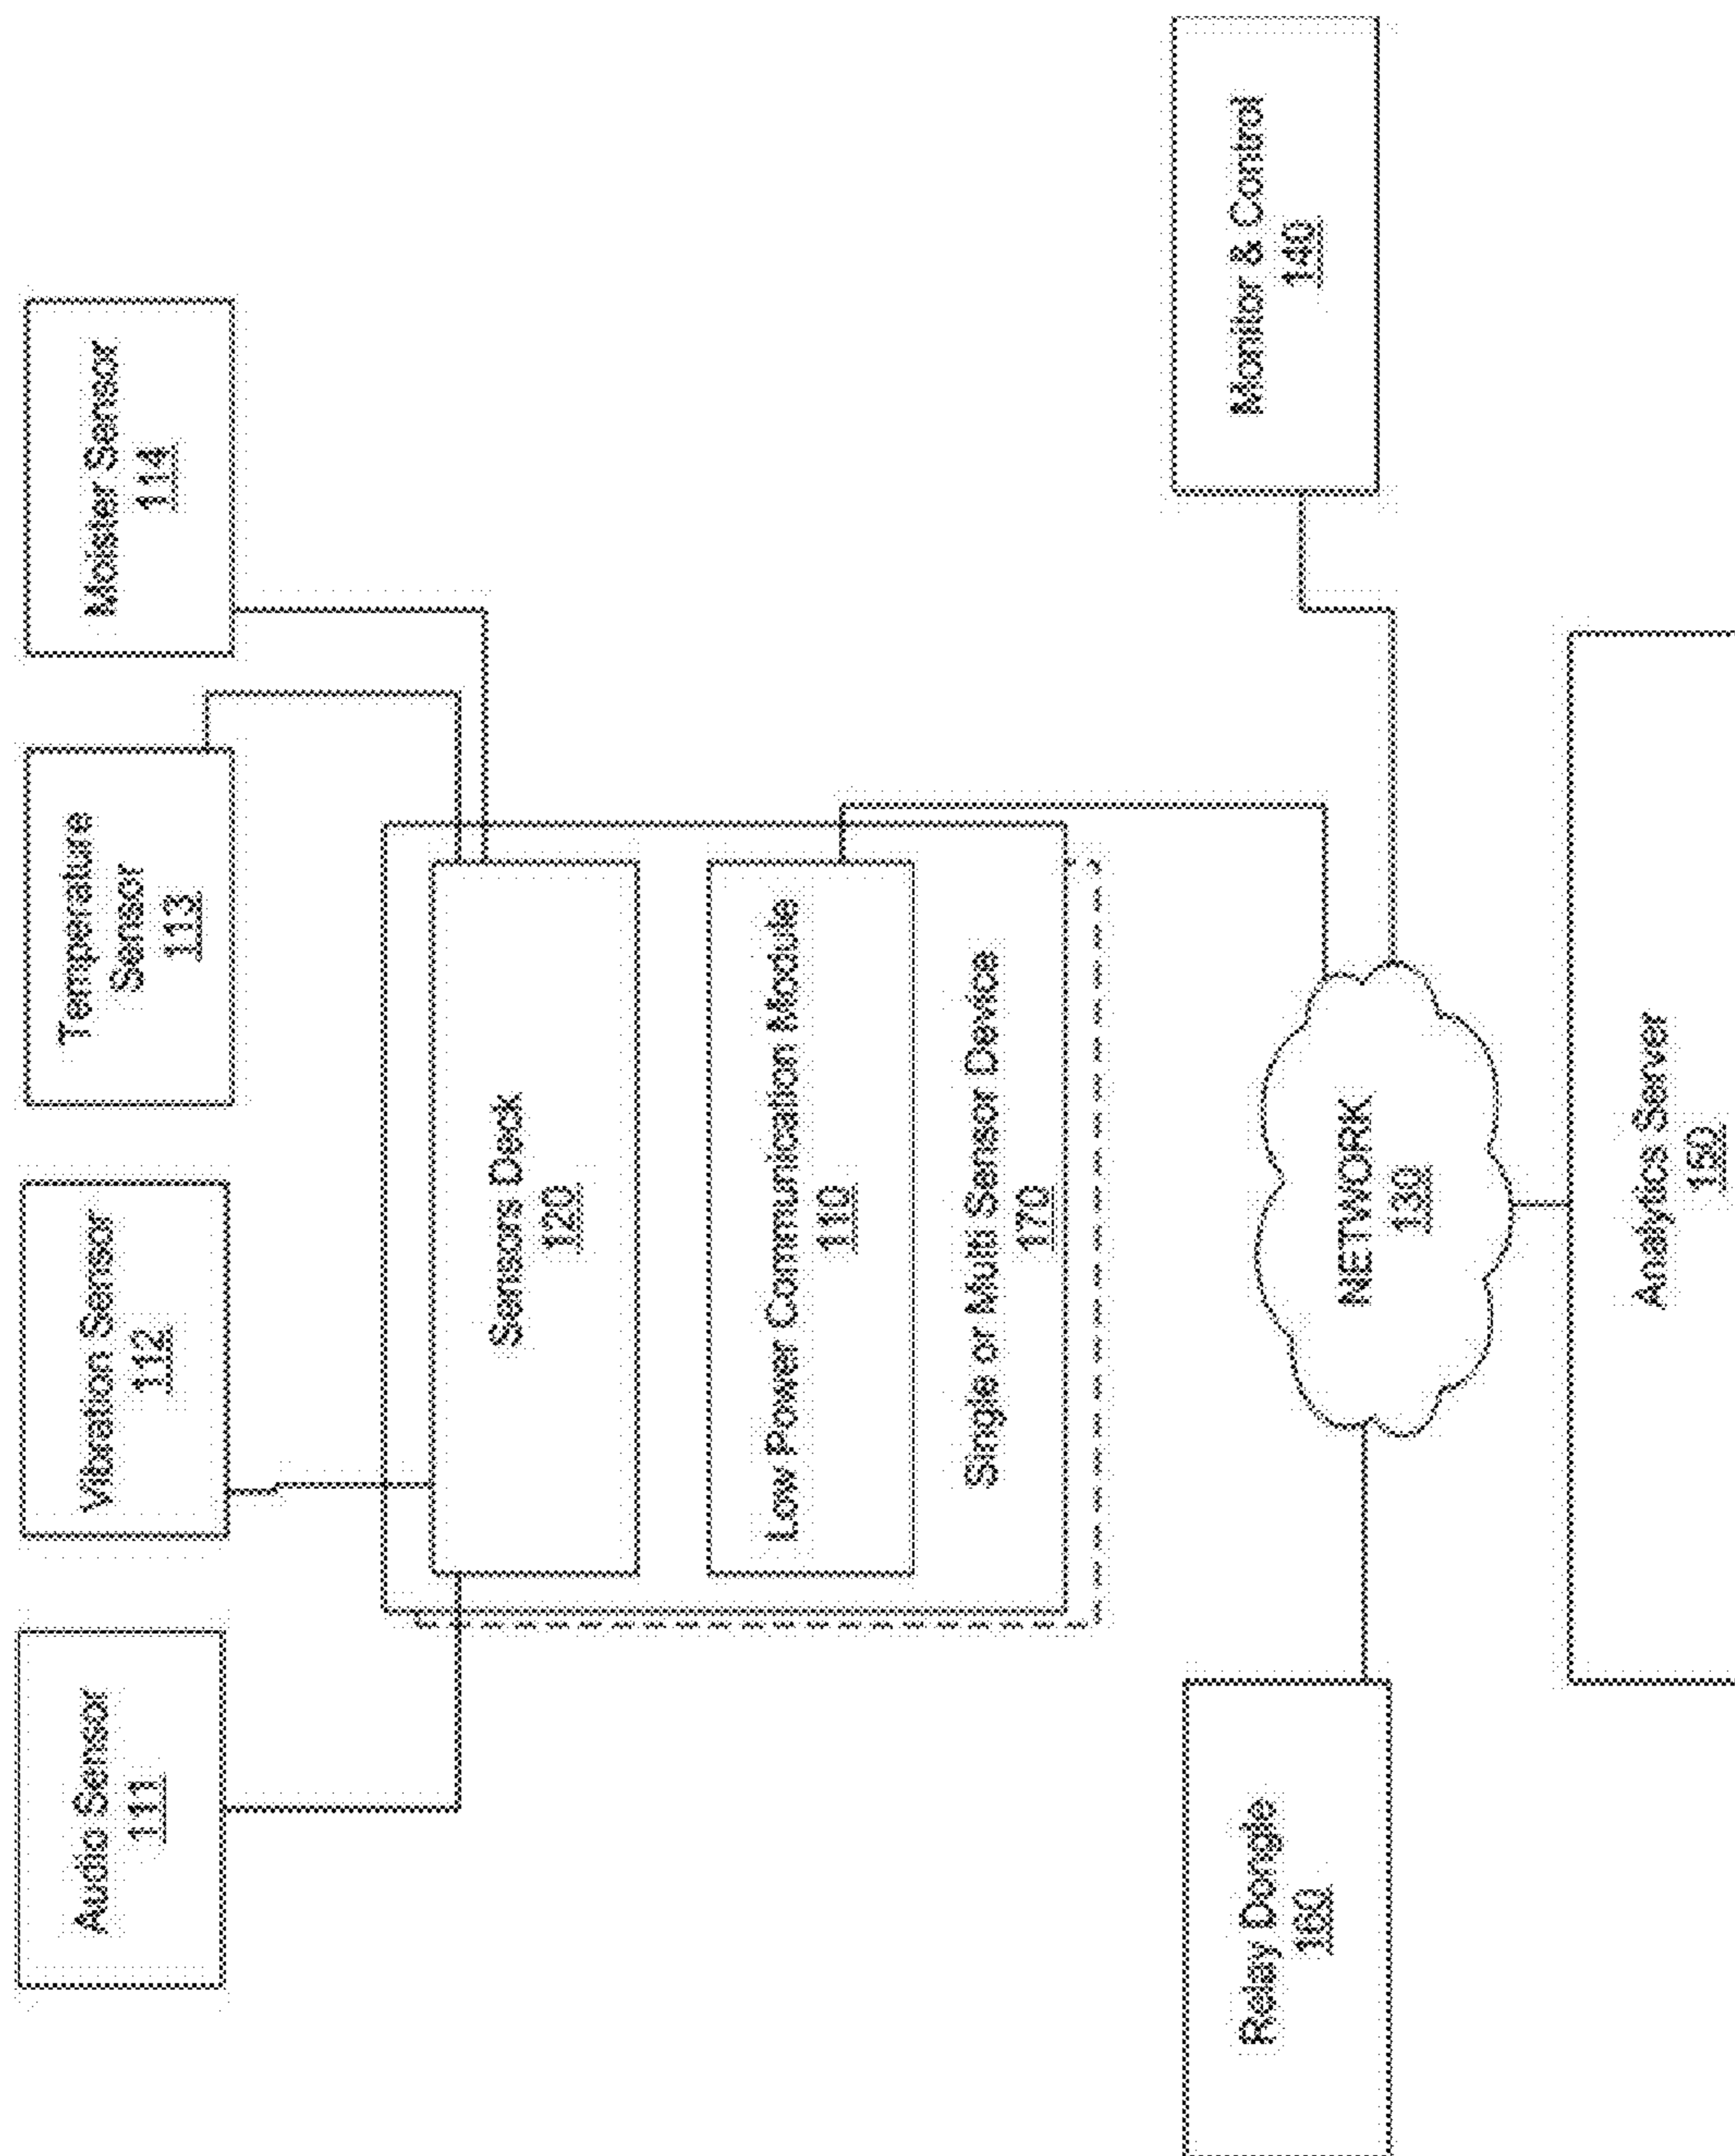 Audio Sensor
111
Vibration Sensor
112
Temperature
Sensor
113
Moister Sensor
114
Sensors Deck
120
Low Power Communication Module
110
Single or Multi Sensor Device
170
Relay Dongle
160
NETWORK
130
Monitor & Control
140
Analytics Server
150